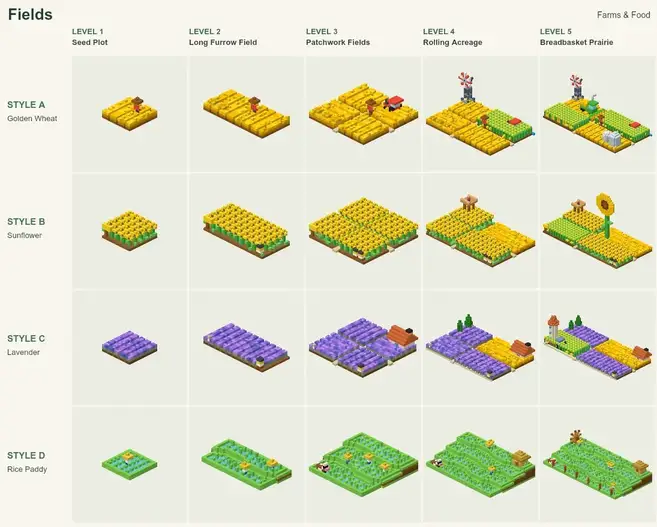 Fields
Farms & Food
LEVEL 1
Seed Plot
LEVEL 2
Long Furrow Field
LEVEL 3
Patchwork Fields
LEVEL 4
Rolling Acreage
LEVEL 5
Breadbasket Prairie
STYLE A
Golden Wheat
STYLE B
Sunflower
STYLE C
Lavender
STYLE D
Rice Paddy